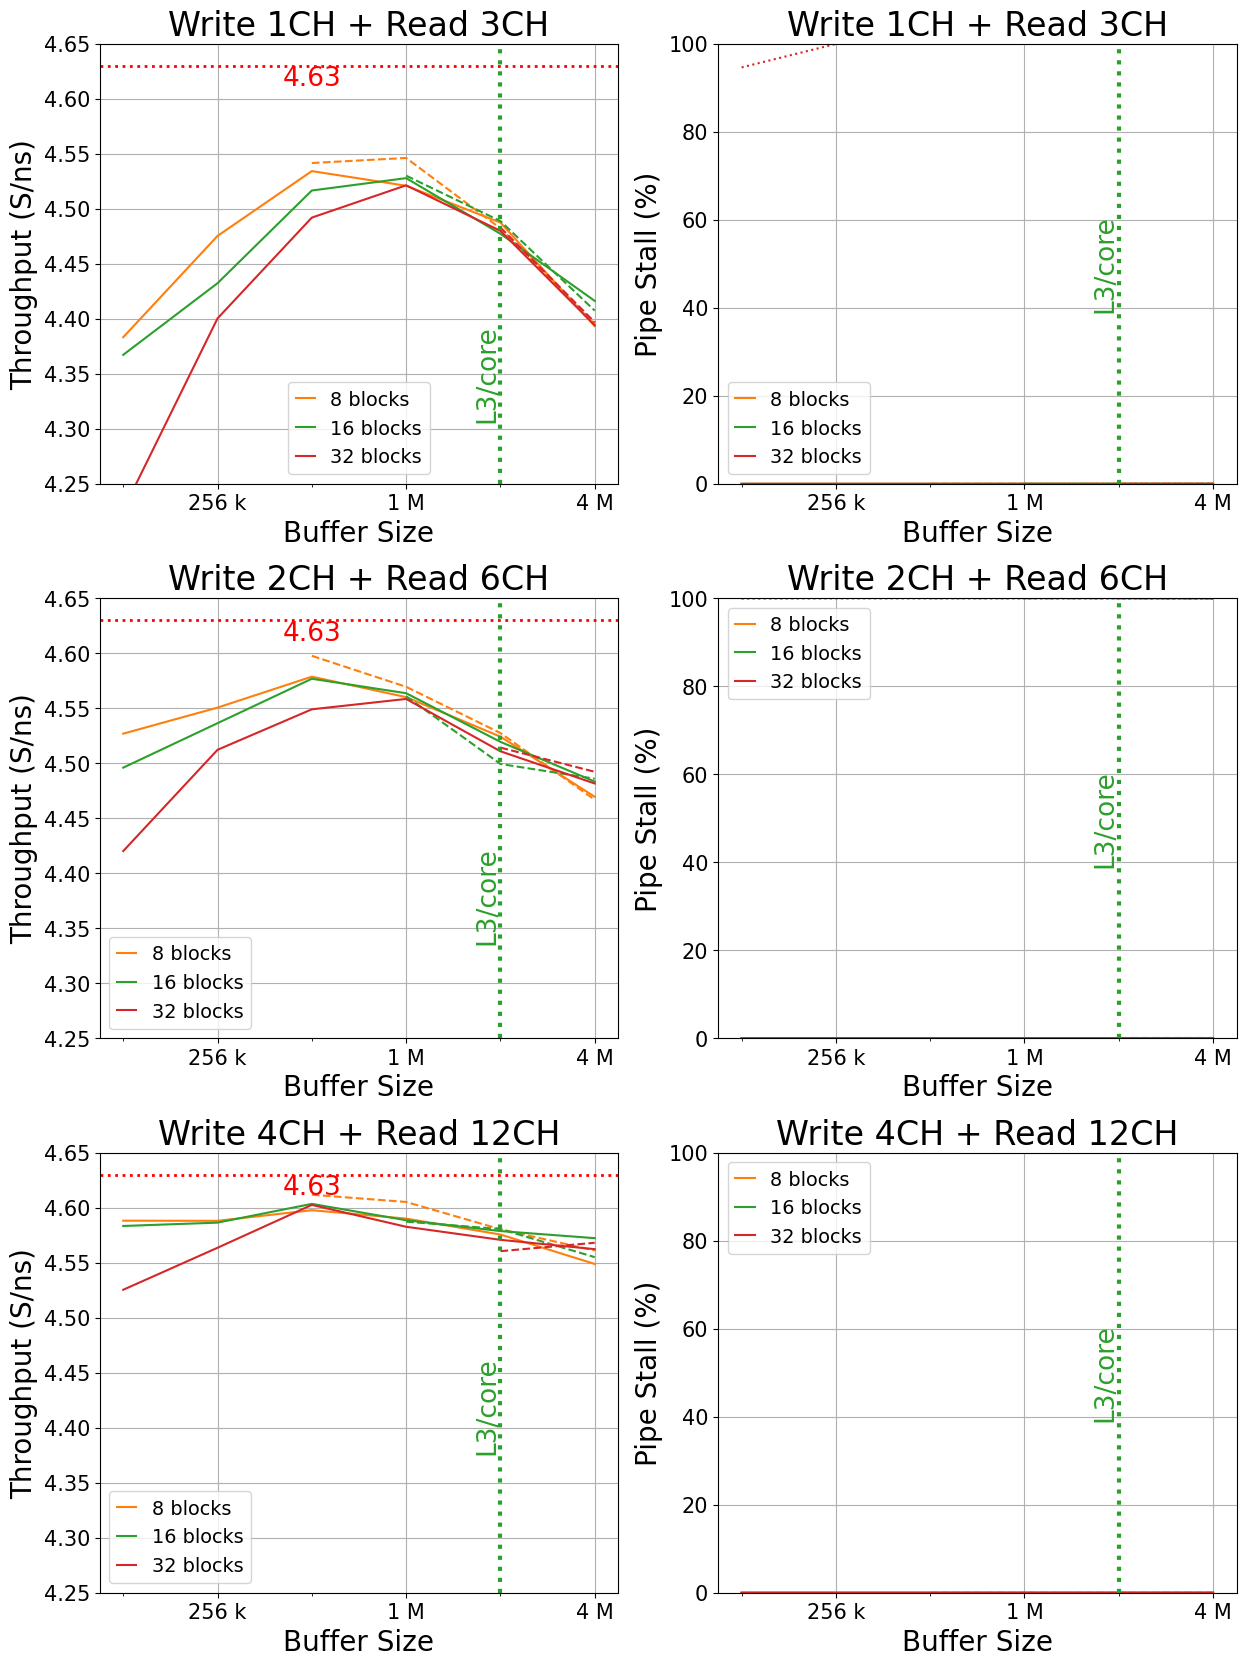 Write 1CH + Read 3CH
4.65
4.60
4.55
4.50
4.45
4.40
4.35
4.30
4.25
Throughput (S/ns)
4.63
L3/core
8 blocks
16 blocks
32 blocks
256 k
1 M
4 M
Buffer Size
Write 1CH + Read 3CH
100
80
60
40
20
0
Pipe Stall (%)
L3/core
8 blocks
16 blocks
32 blocks
256 k
1 M
4 M
Buffer Size
Write 2CH + Read 6CH
4.65
4.60
4.55
4.50
4.45
4.40
4.35
4.30
4.25
Throughput (S/ns)
4.63
L3/core
8 blocks
16 blocks
32 blocks
256 k
1 M
4 M
Buffer Size
Write 2CH + Read 6CH
100
80
60
40
20
0
Pipe Stall (%)
8 blocks
16 blocks
32 blocks
L3/core
256 k
1 M
4 M
Buffer Size
Write 4CH + Read 12CH
4.65
4.60
4.55
4.50
4.45
4.40
4.35
4.30
4.25
Throughput (S/ns)
4.63
L3/core
8 blocks
16 blocks
32 blocks
256 k
1 M
4 M
Buffer Size
Write 4CH + Read 12CH
100
80
60
40
20
0
Pipe Stall (%)
8 blocks
16 blocks
32 blocks
L3/core
256 k
1 M
4 M
Buffer Size